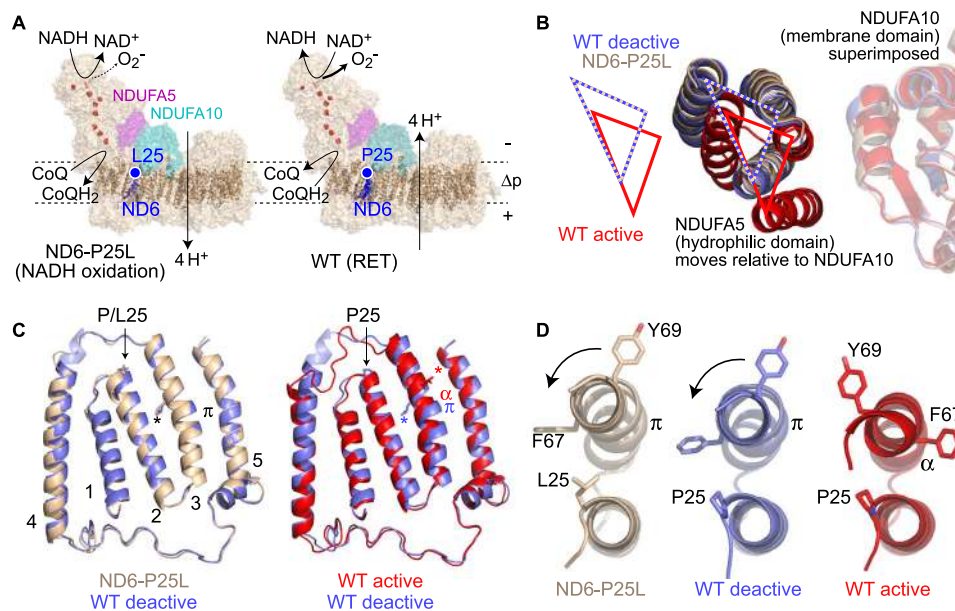 A
NADH NAD+
O2−
NDUFA5
NDUFA10
L25
CoQ
CoQH2
ND6
ND6-P25L
(NADH oxidation)
4 H+
NADH NAD+
O2−
4 H+
P25
CoQ
CoQH2
ND6
WT (RET)
-
Δp
+
B
WT deactive
ND6-P25L
WT active
NDUFA10
(membrane domain)
superimposed
NDUFA5
(hydrophilic domain)
moves relative to NDUFA10
C
P/L25
*
π
1
2
3
4
5
ND6-P25L
WT deactive
P25
*
α
π
*
WT active
WT deactive
D
Y69
F67
π
L25
ND6-P25L
π
P25
WT deactive
Y69
F67
α
P25
WT active